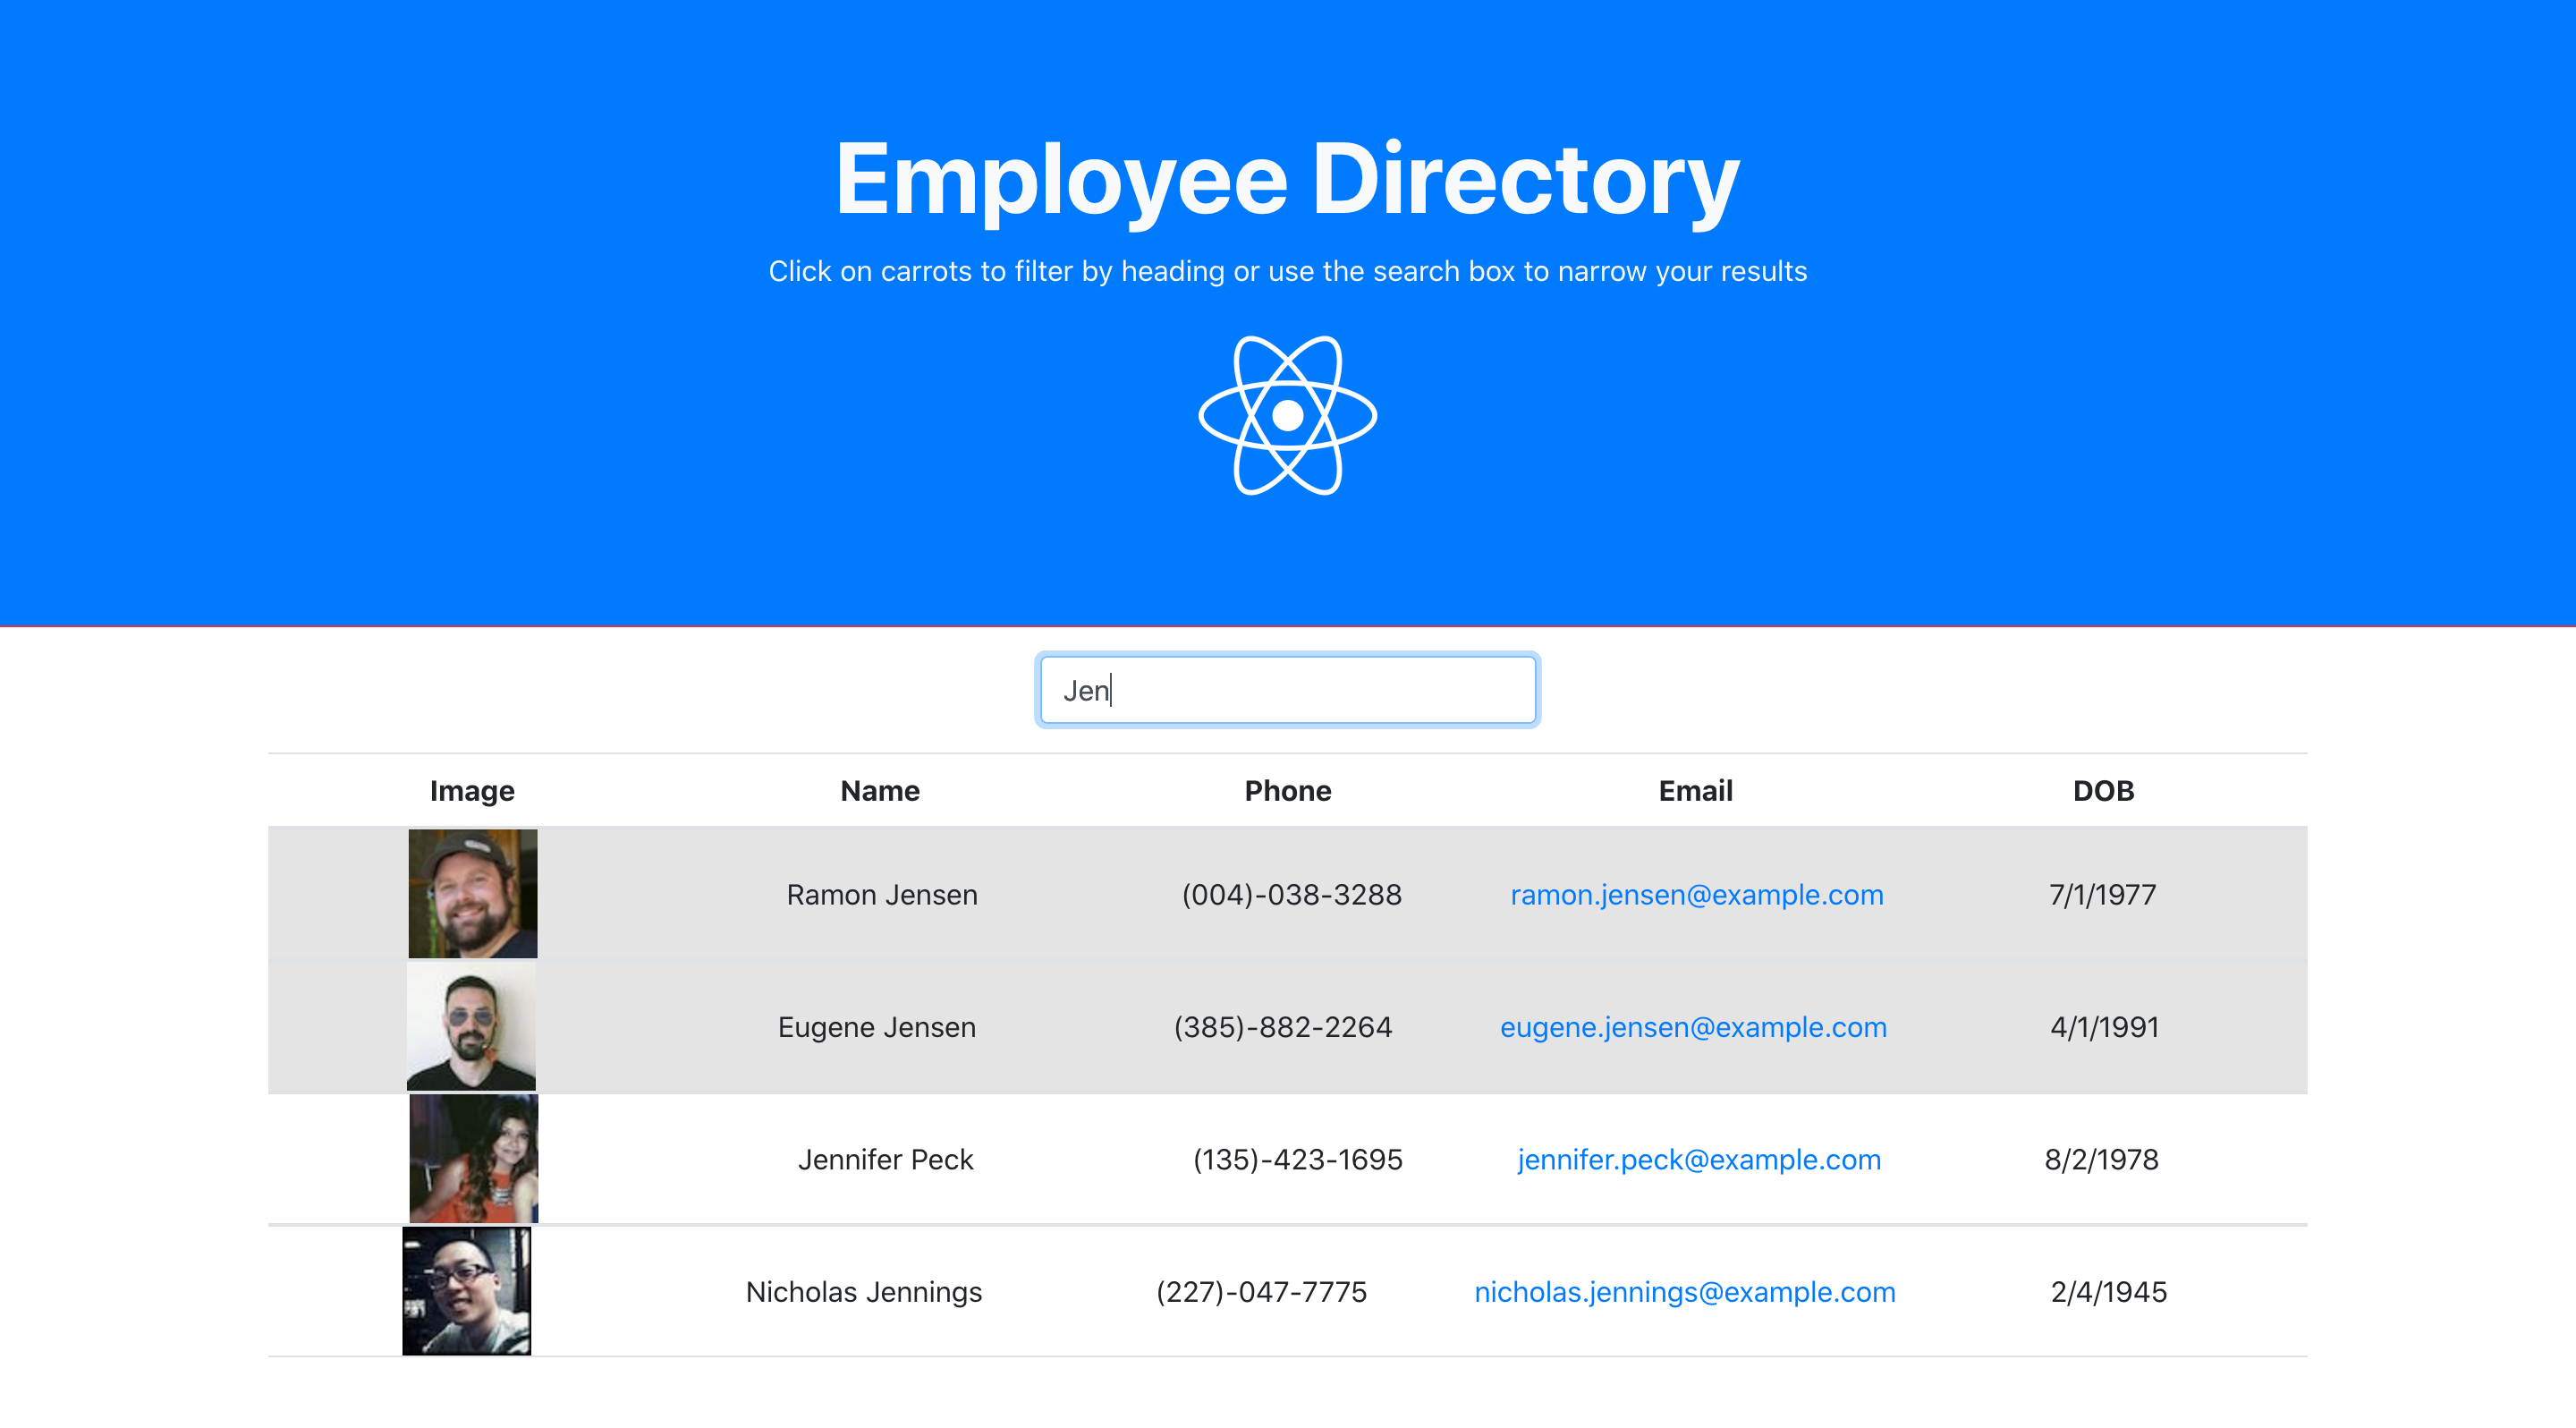 Employee Directory
Click on carrots to filter by heading or use the search box to narrow your results
Jen
Image Name Phone Email DOB
Ramon Jensen (004)-038-3288 ramon.jensen@example.com 7/1/1977
Eugene Jensen (385)-882-2264 eugene.jensen@example.com 4/1/1991
Jennifer Peck (135)-423-1695 jennifer.peck@example.com 8/2/1978
Nicholas Jennings (227)-047-7775 nicholas.jennings@example.com 2/4/1945